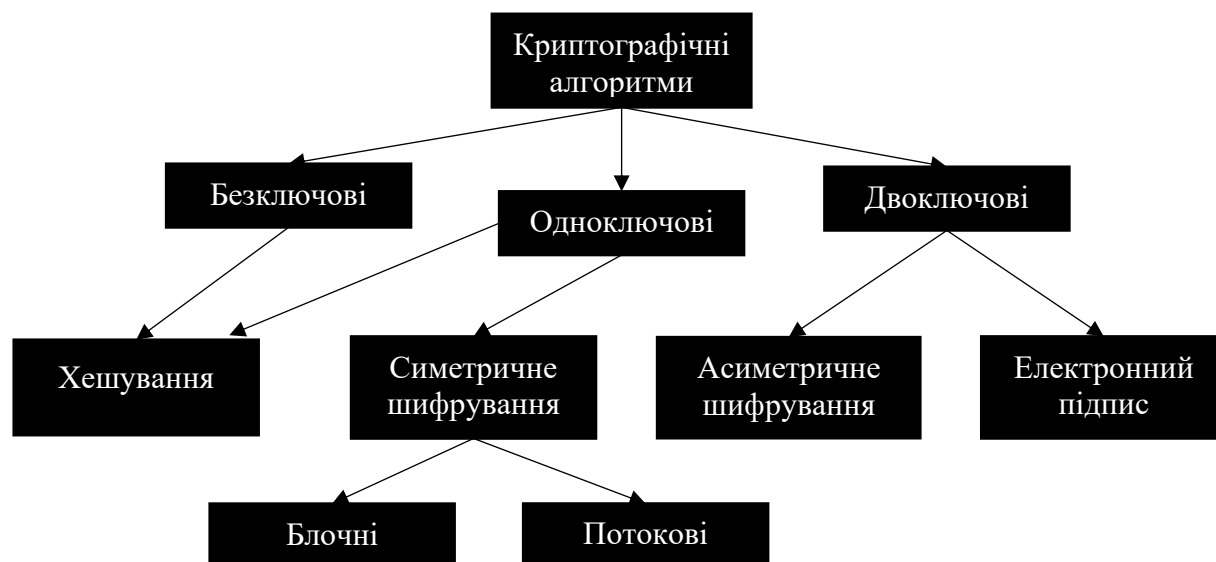 Криптографічні
алгоритми
Безключові
Одноключові
Двоключові
Хешування
Симетричне
шифрування
Асиметричне
шифрування
Електронний
підпис
Блочні
Потокові